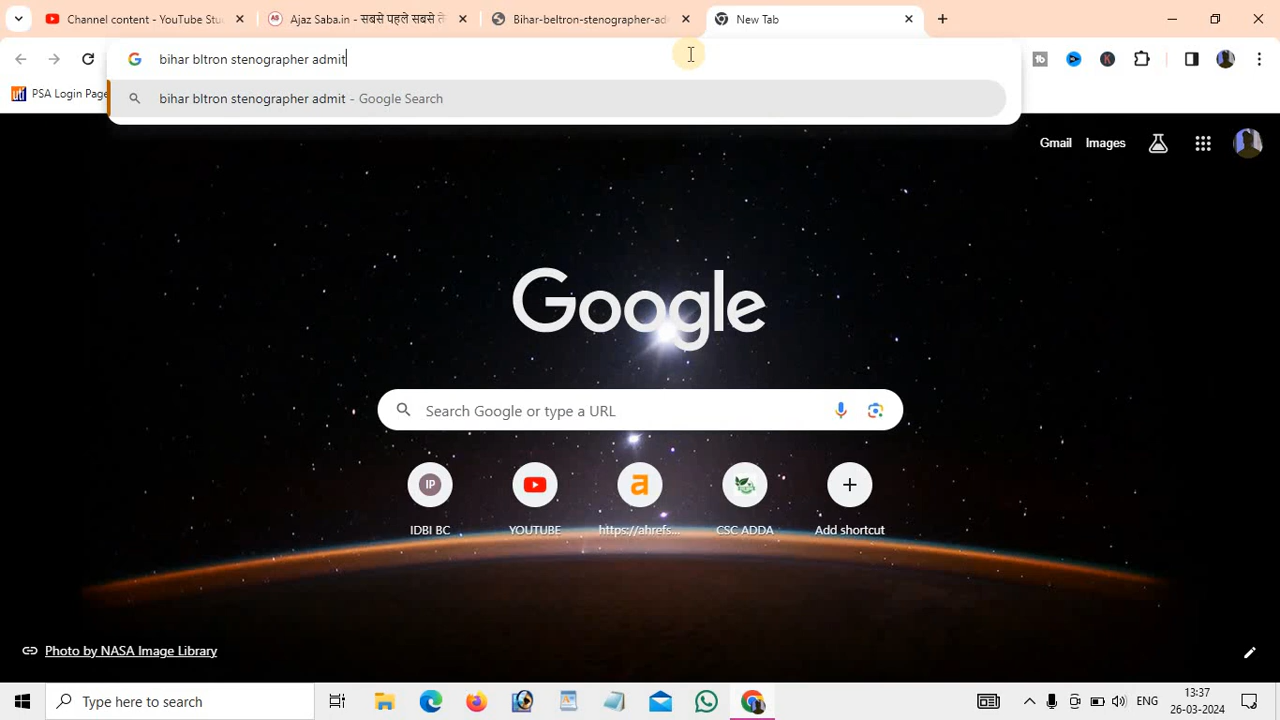 Channel content - YouTube Stu
Ajaz Saba.in - सबसे पहले सबसे ते
Bihar-beltron-stenographer-ad
New Tab
bihar bltron stenographer admit
bihar bltron stenographer admit - Google Search
PSA Login Page
Gmail
Images
Google
Search Google or type a URL
IP
IDBI BC
YOUTUBE
https://ahrefs...
CSC ADDA
Add shortcut
Photo by NASA Image Library
Type here to search
ENG
13:37
26-03-2024